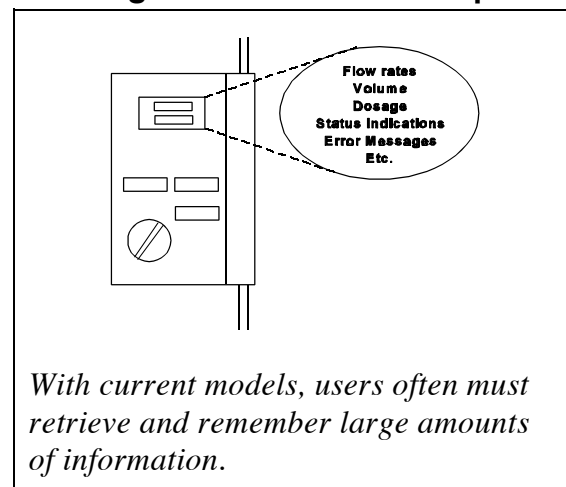 Flow rates
Volume
Dosage
Status Indications
Error Messages
Etc.
With current models, users often must
retrieve and remember large amounts
of information.